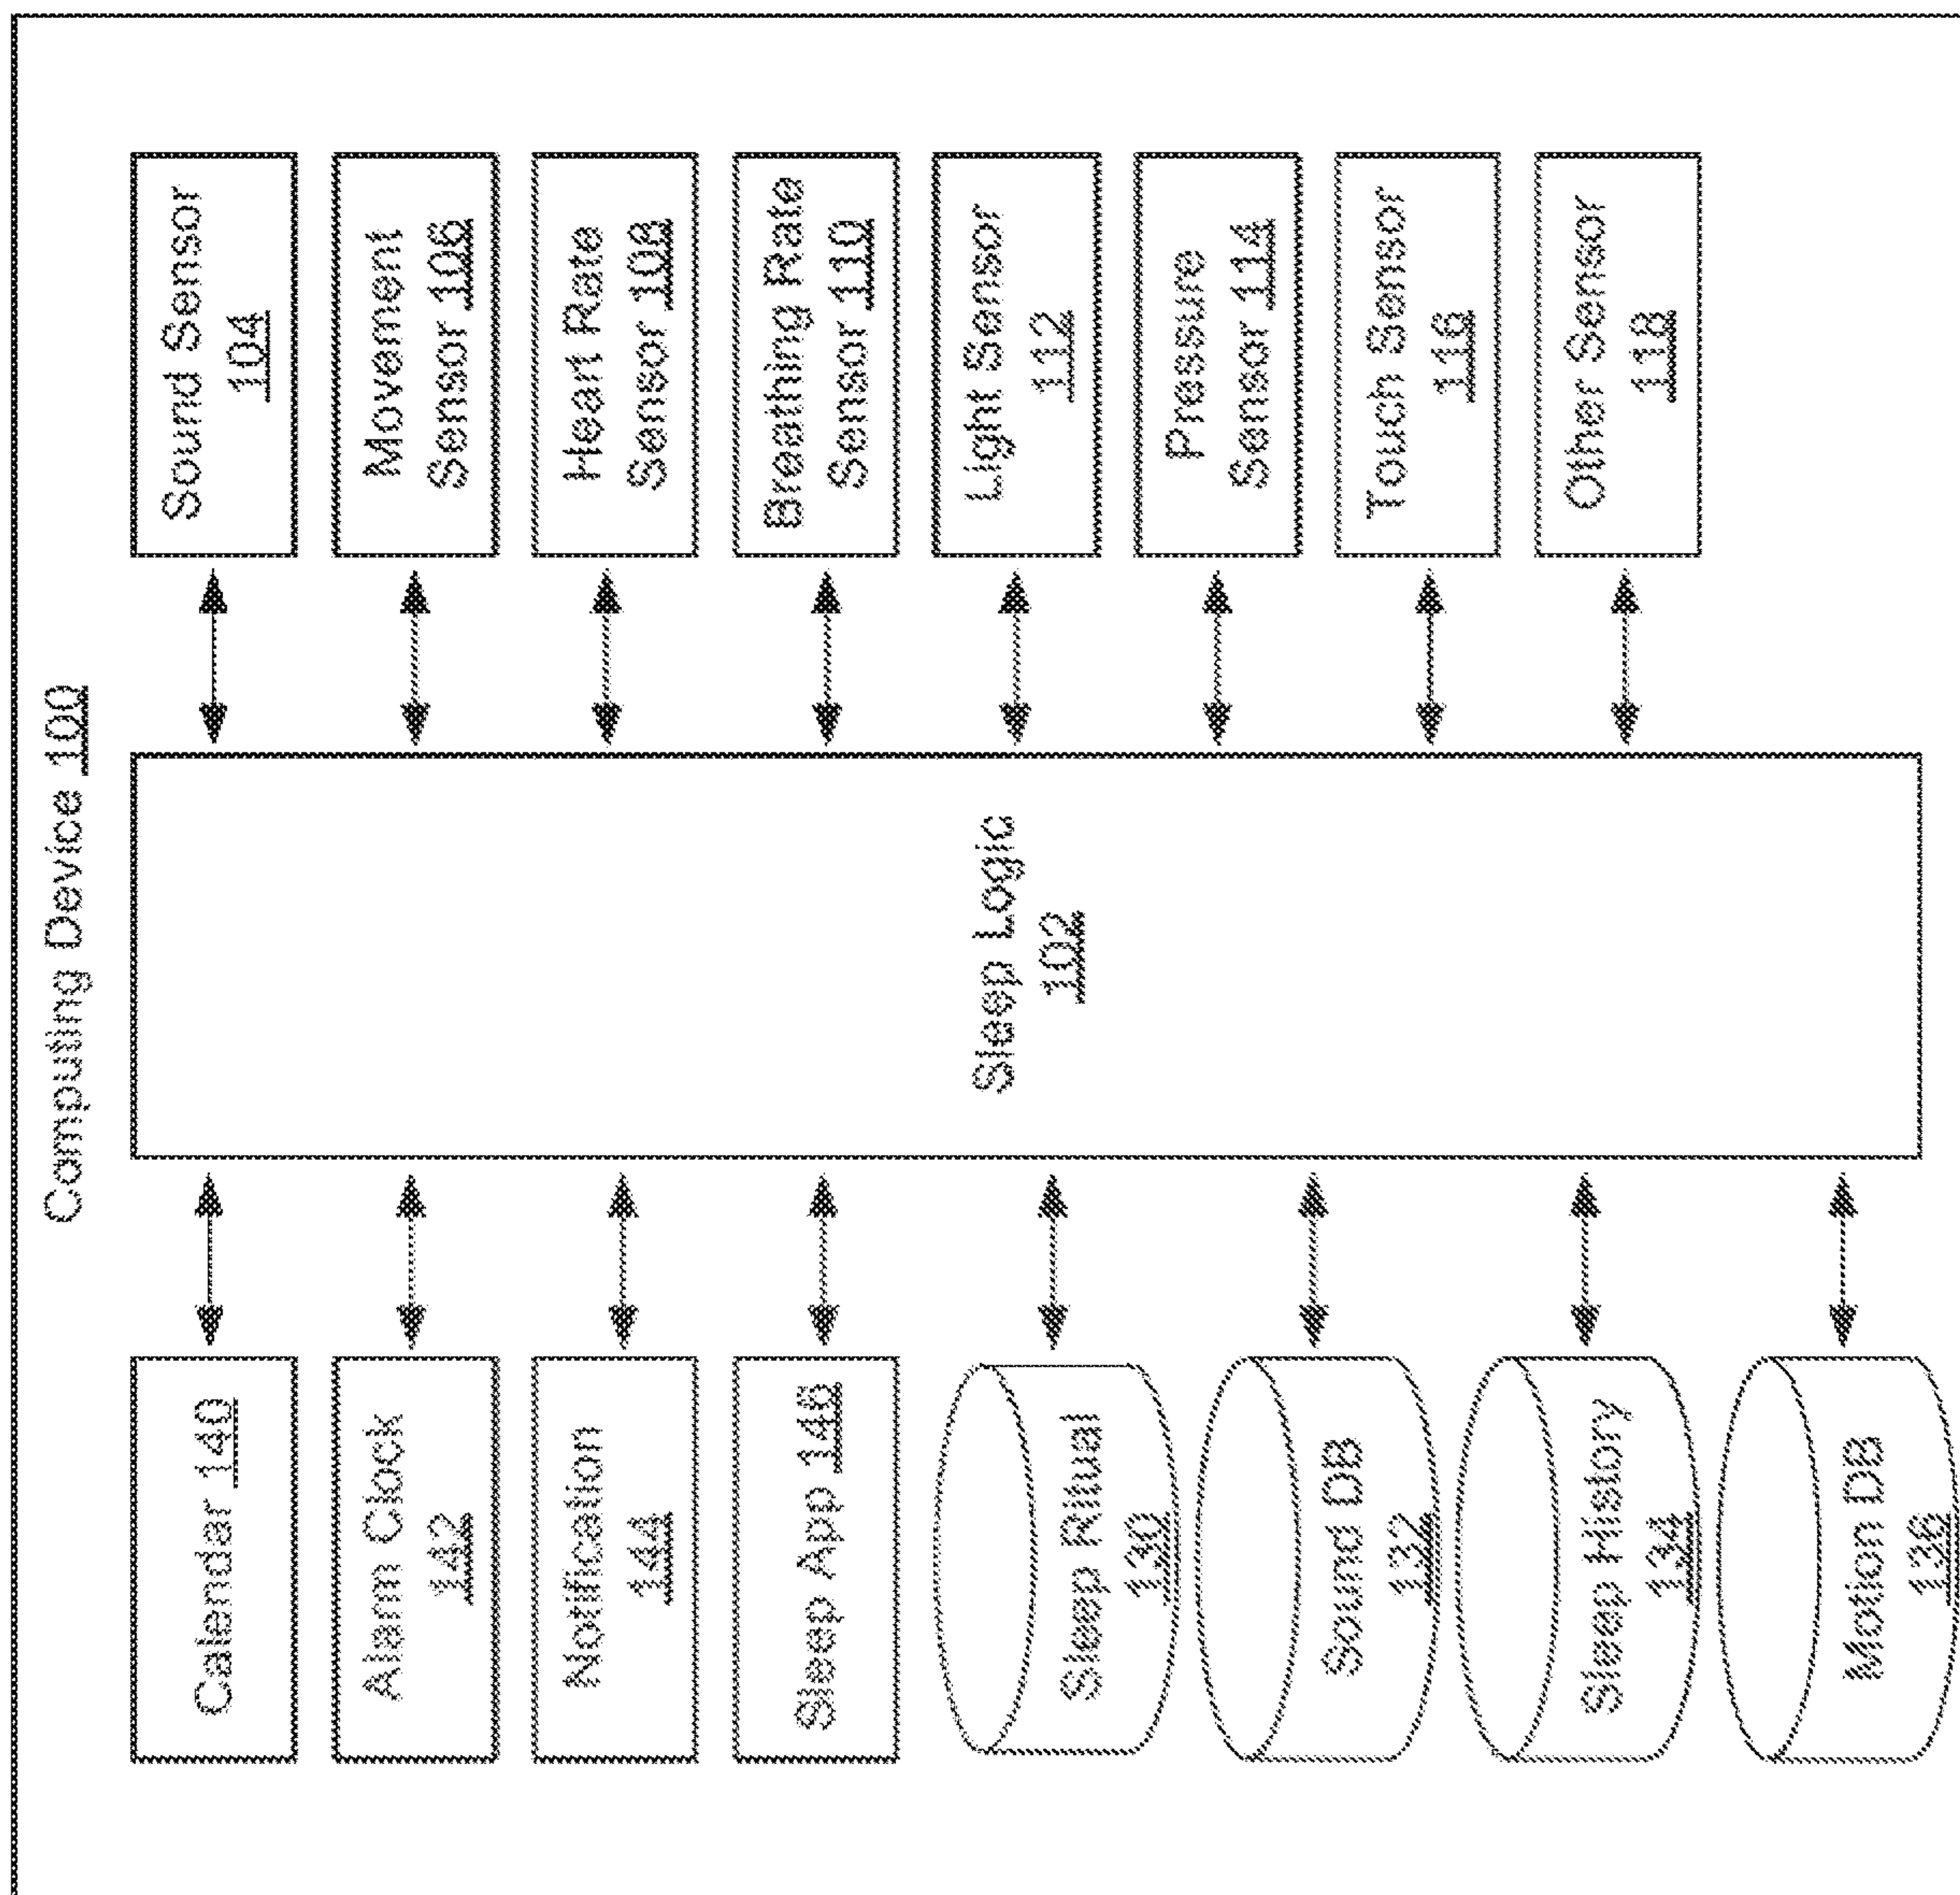 Computing Device 100
Calendar 140
Alarm Clock
142
Notification
144
Sleep App 146
Sleep Ritual
130
Sound DB
132
Sleep History
134
Motion DB
136
Sleep Logic
102
Sound Sensor
104
Movement
Sensor 106
Heart Rate
Sensor 108
Breathing Rate
Sensor 110
Light Sensor
112
Pressure
Sensor 114
Touch Sensor
116
Other Sensor
118